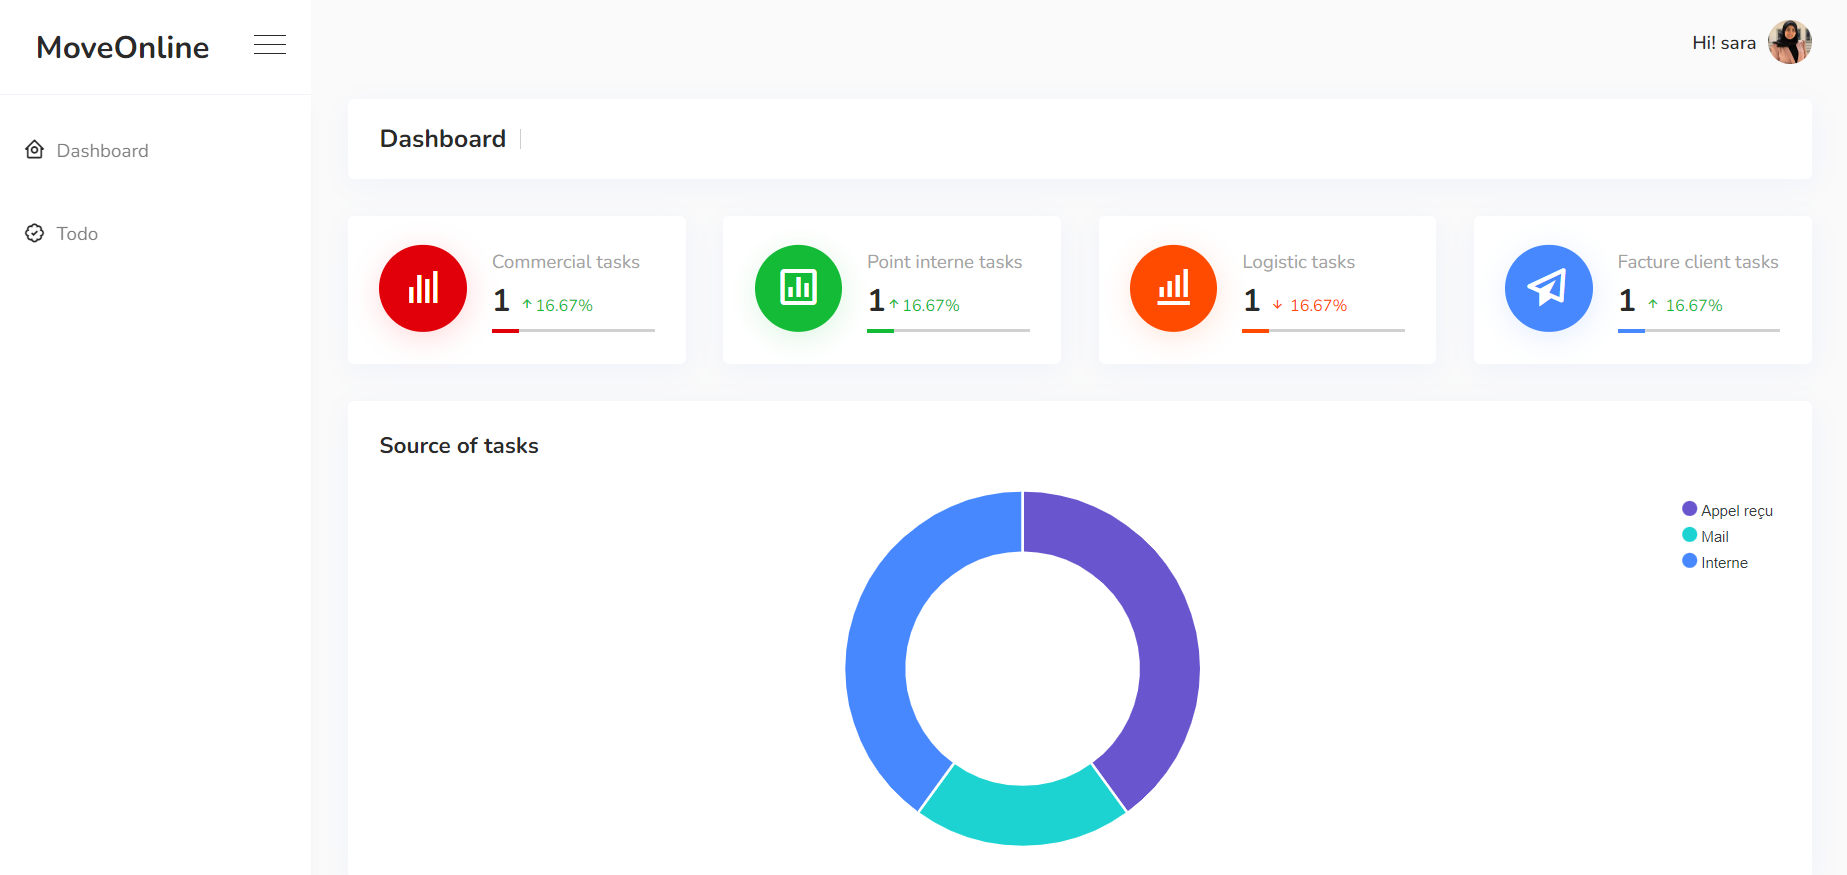 MoveOnline
Hi! sara
Dashboard
Todo
Dashboard
Commercial tasks
1 ↑ 16.67%
Point interne tasks
1 ↑ 16.67%
Logistic tasks
1 ↓ 16.67%
Facture client tasks
1 ↑ 16.67%
Source of tasks
Appel reçu
Mail
Interne